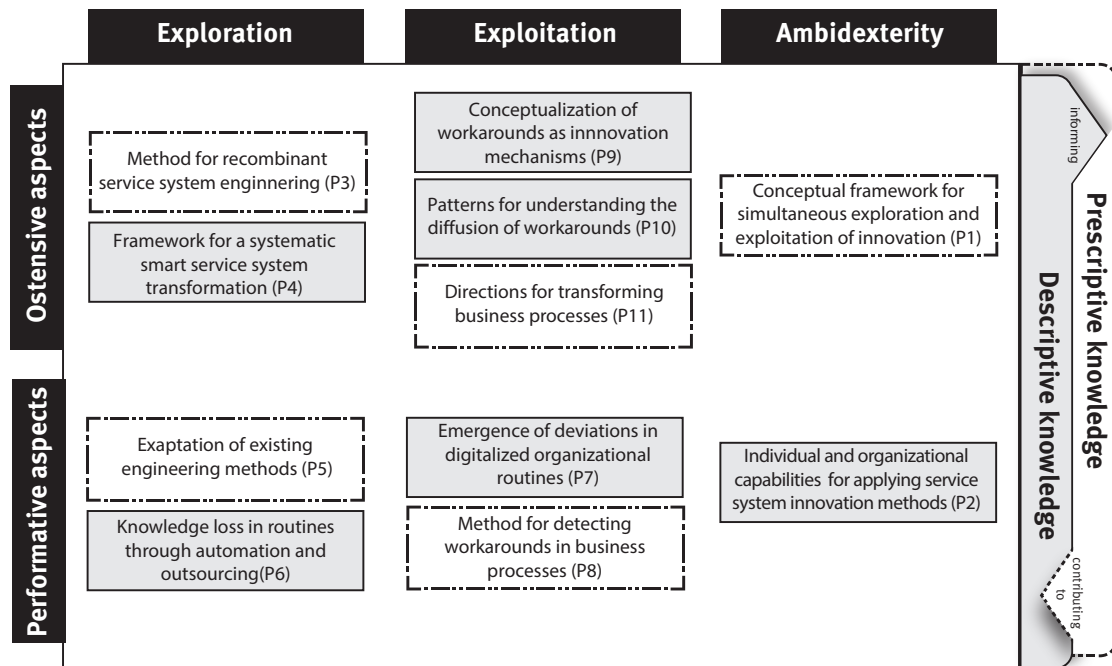 Exploration
Exploitation
Ambidexterity
Ostensive aspects
Method for recombinant
service system enginnering (P3)
Framework for a systematic
smart service system
transformation (P4)
Conceptualization of
workarounds as innnovation
mechanisms (P9)
Patterns for understanding the
diffusion of workarounds (P10)
Directions for transforming
business processes (P11)
Conceptual framework for
simultaneous exploration and
exploitation of innovation (P1)
Performative aspects
Exaptation of existing
engineering methods (P5)
Knowledge loss in routines
through automation and
outsourcing(P6)
Emergence of deviations in
digitalized organizational
routines (P7)
Method for detecting
workarounds in business
processes (P8)
Individual and organizational
capabilities for applying service
system innovation methods (P2)
informing
Descriptive knowledge
Prescriptive knowledge
contributing
to